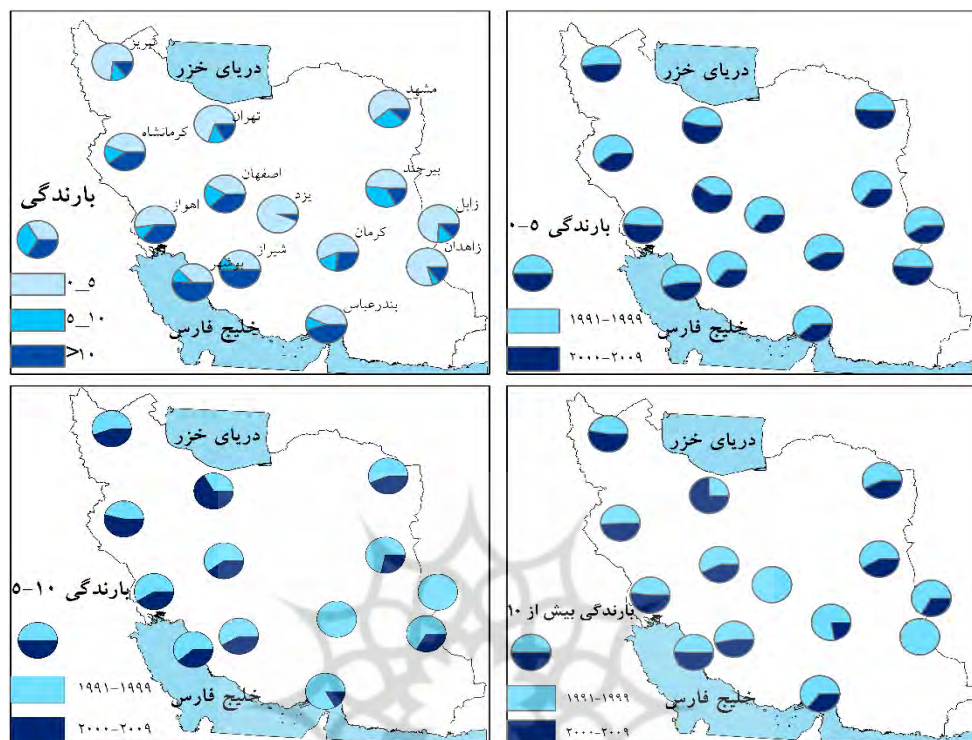 تبریز
دریای خزر
مشهد
تهران
کرمانشاه
بیرجند
اصفهان
بارندگی
یزد
زابل
اهواز
زاهدان
کرمان
شیراز
بوشهر
بندرعباس
خلیج فارس
۰_۵
۵_۱۰
>۱۰
دریای خزر
بارندگی ۵-۰
خلیج فارس
۱۹۹۱-۱۹۹۹
۲۰۰۰-۲۰۰۹
دریای خزر
بارندگی ۱۰-۵
خلیج فارس
۱۹۹۱-۱۹۹۹
۲۰۰۰-۲۰۰۹
دریای خزر
بارندگی بیش از ۱۰
خلیج فارس
۱۹۹۱-۱۹۹۹
۲۰۰۰-۲۰۰۹